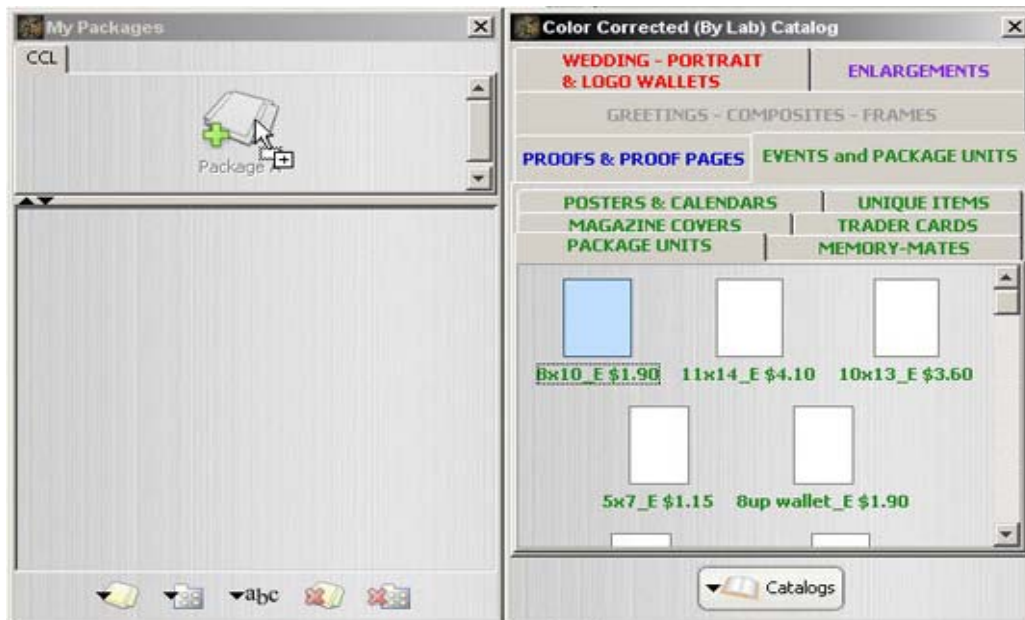 My Packages
CCL
Package A
abc
Color Corrected (By Lab) Catalog
WEDDING - PORTRAIT
& LOGO WALLETS
ENLARGEMENTS
GREETINGS - COMPOSITES - FRAMES
PROOFS & PROOF PAGES
EVENTS and PACKAGE UNITS
POSTERS & CALENDARS
UNIQUE ITEMS
MAGAZINE COVERS
TRADER CARDS
PACKAGE UNITS
MEMORY-MATES
8x10_E $1.90
11x14_E $4.10
10x13_E $3.60
5x7_E $1.15
8up wallet_E $1.90
Catalogs